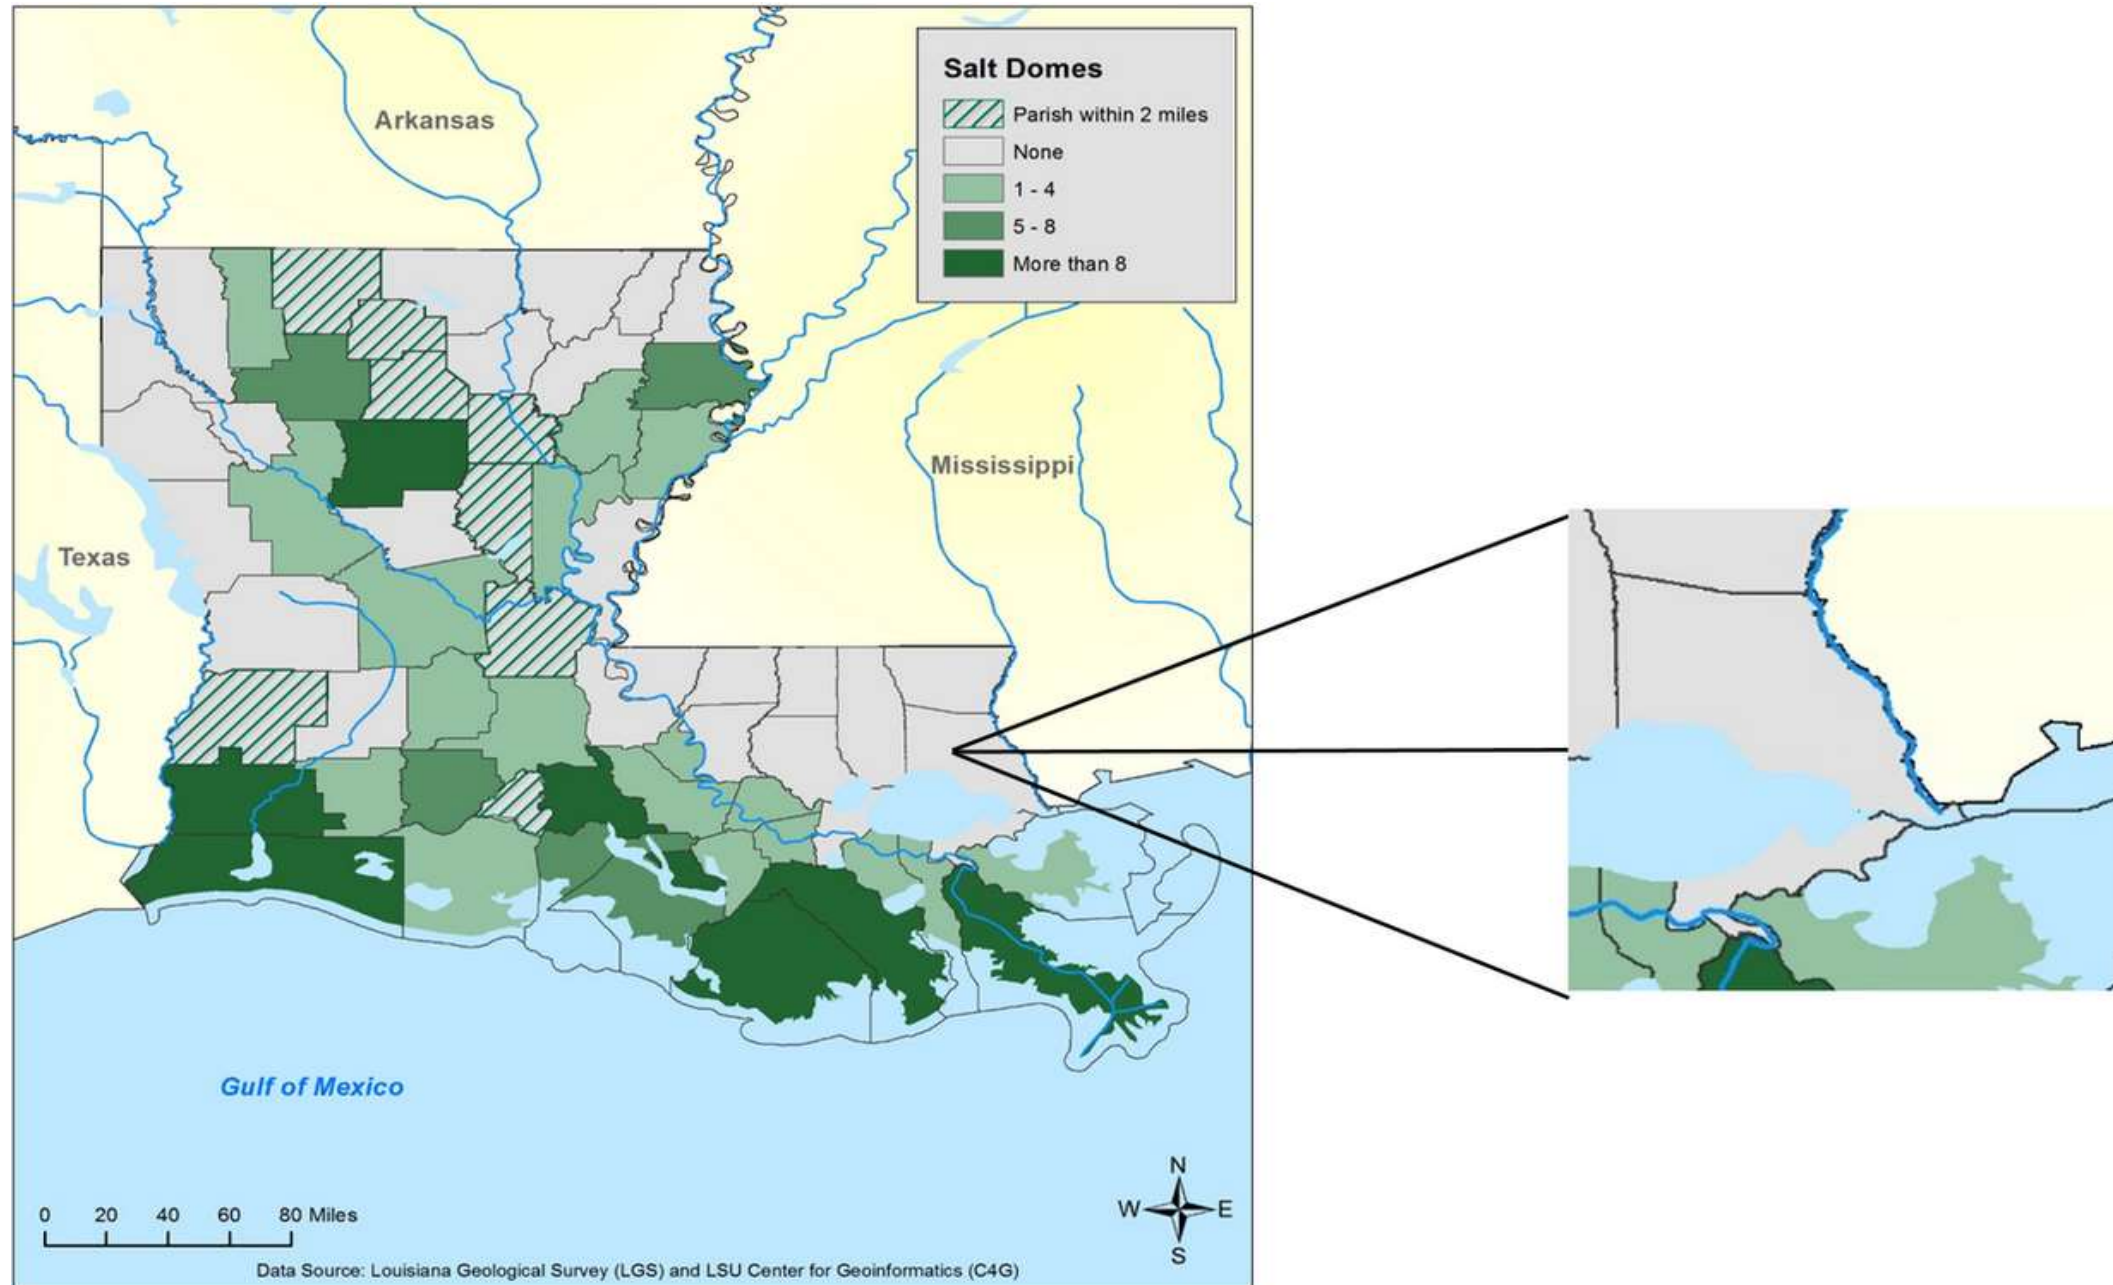 Salt Domes
Parish within 2 miles
None
1 - 4
5 - 8
More than 8
Arkansas
Mississippi
Texas
Gulf of Mexico
N
W E
S
0 20 40 60 80 Miles
Data Source: Louisiana Geological Survey (LGS) and LSU Center for Geoinformatics (C4G)